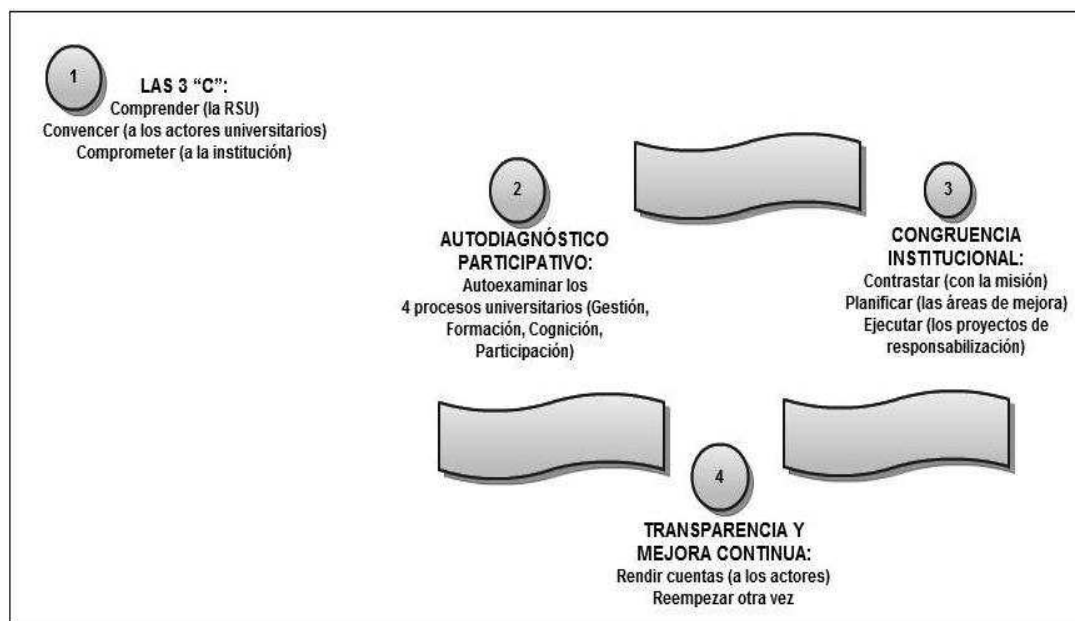 1
LAS 3 “C”:
Comprender (la RSU)
Convencer (a los actores universitarios)
Comprometer (a la institución)
2
AUTODIAGNÓSTICO
PARTICIPATIVO:
Autoexaminar los
4 procesos universitarios (Gestión,
Formación, Cognición,
Participación)
3
CONGRUENCIA
INSTITUCIONAL:
Contrastar (con la misión)
Planificar (las áreas de mejora)
Ejecutar (los proyectos de
responsabilización)
4
TRANSPARENCIA Y
MEJORA CONTINUA:
Rendir cuentas (a los actores)
Reempezar otra vez